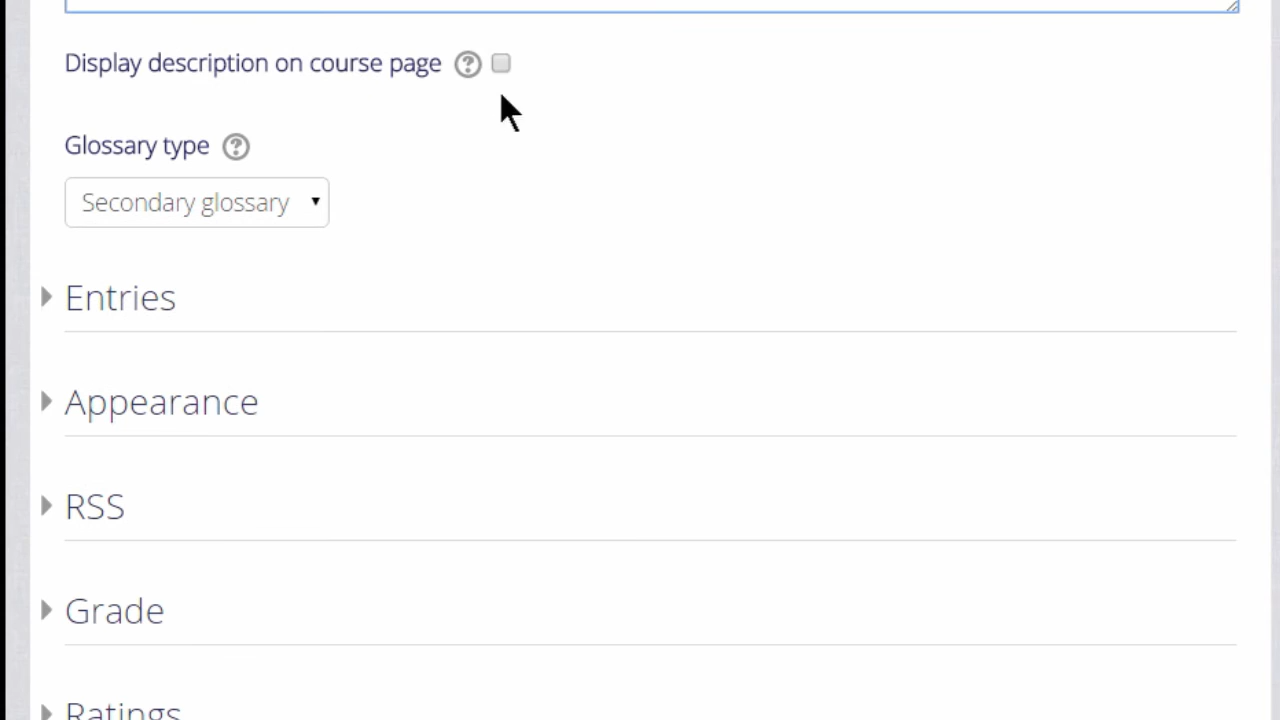 Display description on course page
Glossary type
Secondary glossary
Entries
Appearance
RSS
Grade
Ratings